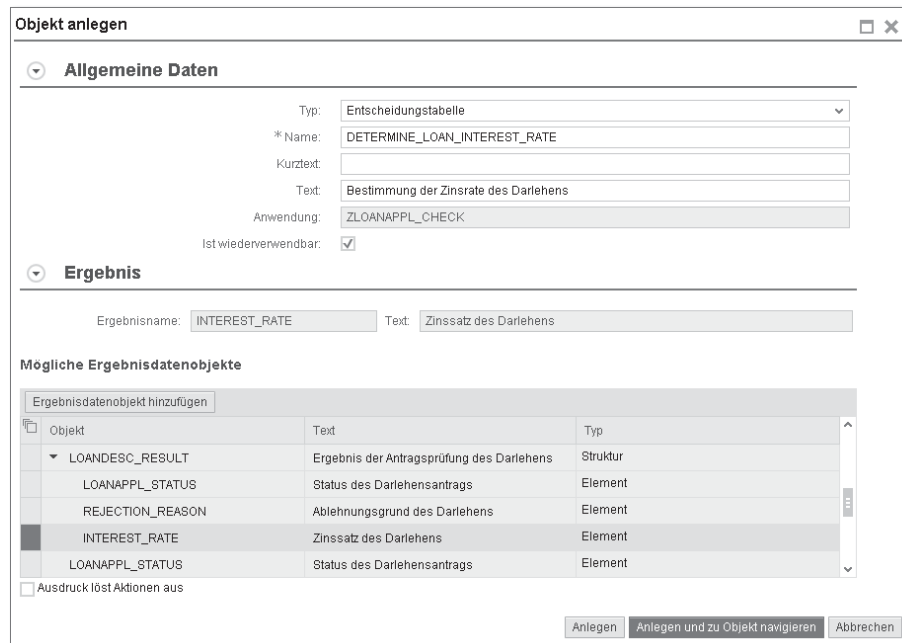 Objekt anlegen
Allgemeine Daten
Typ: Entscheidungstabelle
* Name: DETERMINE_LOAN_INTEREST_RATE
Kurztext:
Text: Bestimmung der Zinsrate des Darlehens
Anwendung: ZLOANAPPL_CHECK
Ist wiederverwendbar:
Ergebnis
Ergebnisname: INTEREST_RATE Text: Zinssatz des Darlehens
Mögliche Ergebnisdatenobjekte
Ergebnisdatenobjekt hinzufügen
Objekt Text Typ
LOANDESC_RESULT Ergebnis der Antragsprüfung des Darlehens Struktur
LOANAPPL_STATUS Status des Darlehensantrags Element
REJECTION_REASON Ablehnungsgrund des Darlehens Element
INTEREST_RATE Zinssatz des Darlehens Element
LOANAPPL_STATUS Status des Darlehensantrags Element
Ausdruck löst Aktionen aus
Anlegen Anlegen und zu Objekt navigieren Abbrechen